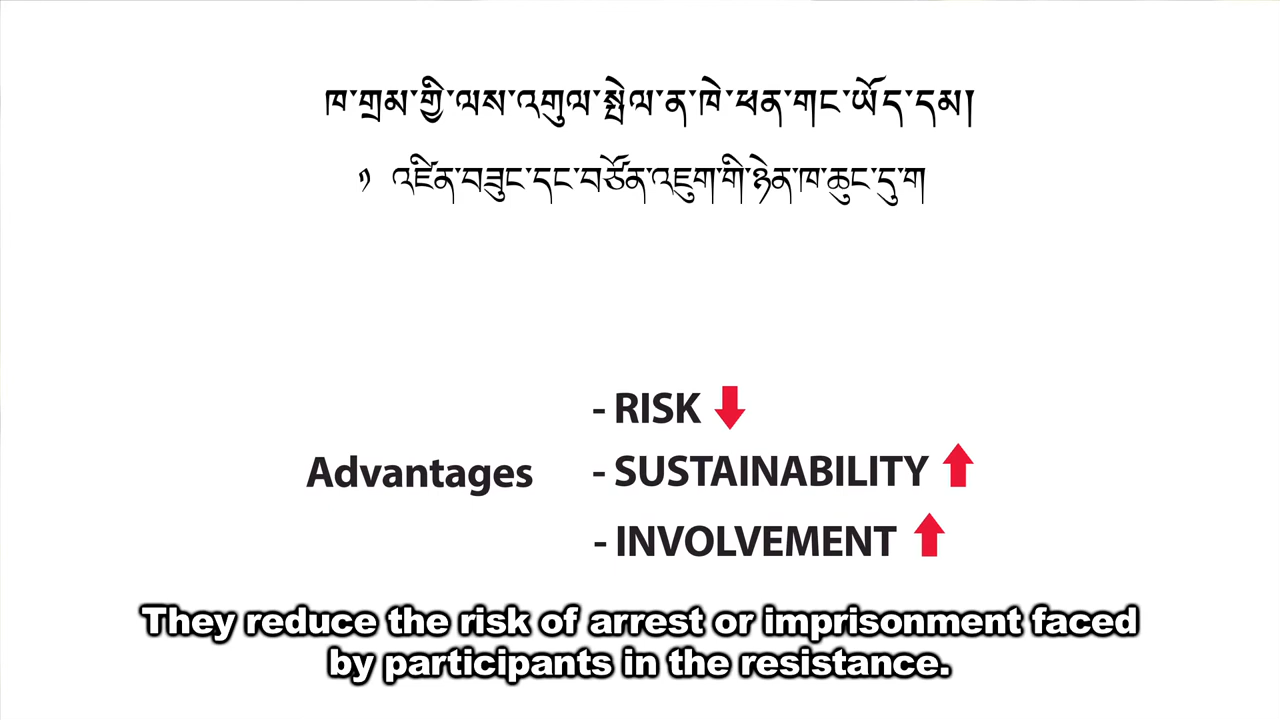 ཁ་གྲམ་གྱི་ལས་འགུལ་སྤེལ་ན་ཁེ་ཕན་གང་ཡོད་དམ།
༡ འཛིན་བཟུང་དང་བཙོན་འཇུག་གི་ཉེན་ཁ་ཆུང་དུ་ག
- RISK
Advantages - SUSTAINABILITY
- INVOLVEMENT
They reduce the risk of arrest or imprisonment faced
by participants in the resistance.